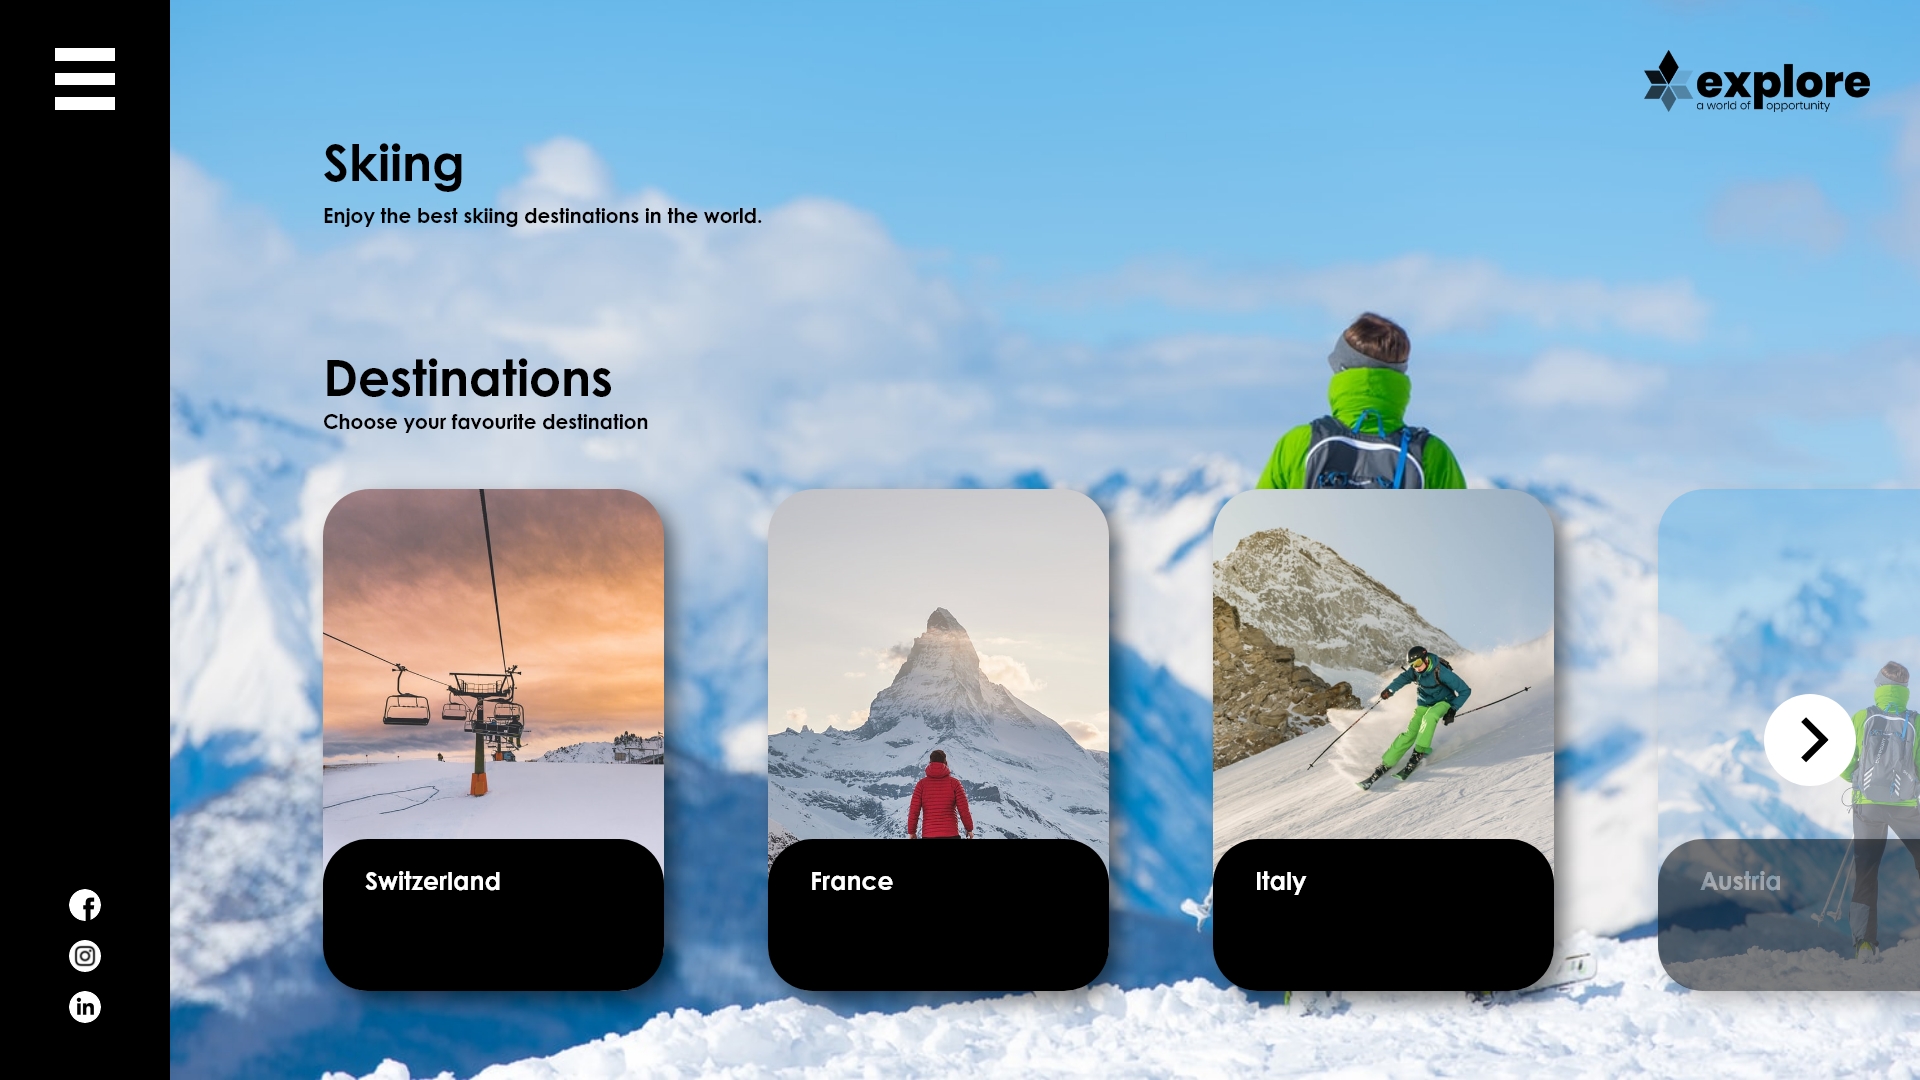 explore
a world of opportunity
Skiing
Enjoy the best skiing destinations in the world.
Destinations
Choose your favourite destination
Switzerland
France
Italy
Austria
in